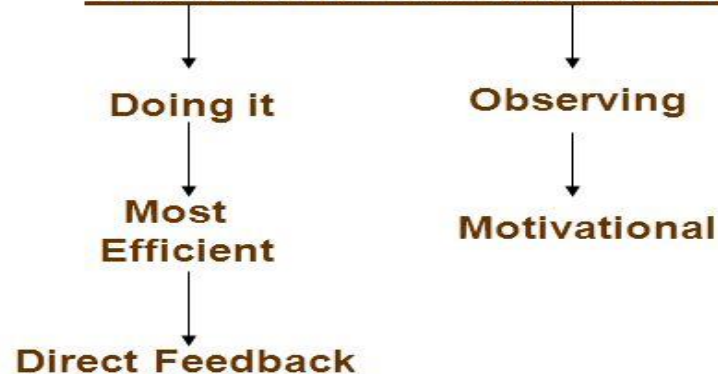 Doing it
Observing
Most
Efficient
Motivational
Direct Feedback